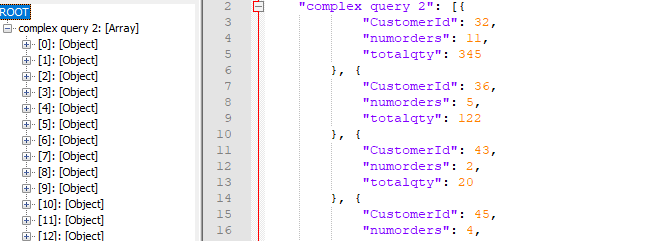 ROOT
complex query 2: [Array]
[0]: [Object]
[1]: [Object]
[2]: [Object]
[3]: [Object]
[4]: [Object]
[5]: [Object]
[6]: [Object]
[7]: [Object]
[8]: [Object]
[9]: [Object]
[10]: [Object]
[11]: [Object]
[12]: [Object]
2 "complex query 2": [{
3 "CustomerId": 32,
4 "numorders": 11,
5 "totalqty": 345
6 }, {
7 "CustomerId": 36,
8 "numorders": 5,
9 "totalqty": 122
10 }, {
11 "CustomerId": 43,
12 "numorders": 2,
13 "totalqty": 20
14 }, {
15 "CustomerId": 45,
16 "numorders": 4,